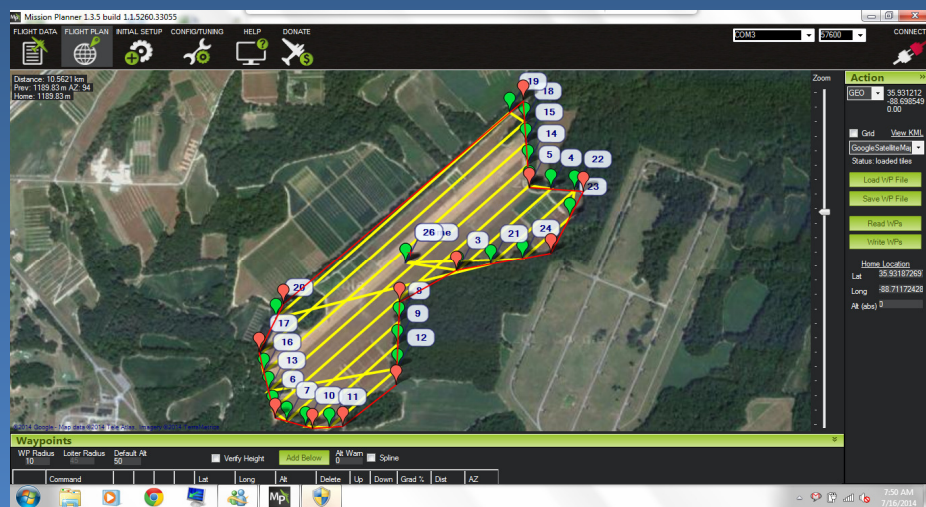 Mission Planner 1.3.5 build 1.1.5260.33055
FLIGHT DATA FLIGHT PLAN INITIAL SETUP CONFIG/TUNING HELP DONATE
COM3 57600 CONNECT
Distance: 10.5621 km
Prev: 1189.83 m AZ: 94
Home: 1189.83 m
Zoom
Action
GEO 35.931212
-88.698549
0.00
Grid View KML
GoogleSatelliteMap
Status: loaded tiles
Load WP File
Save WP File
Read WPs
Write WPs
Home Location
Lat 35.93187269
Long -88.71172428
Alt (abs) 0
19
18
15
14
5 4 22
23
26 3 21 24
8
9
12
20
17
16
13
6
7 10 11
Waypoints
WP Radius Loiter Radius Default Alt
10 45 50
Verify Height Add Below Alt Warn 0 Spline
Command Lat Long Alt Delete Up Down Grad % Dist AZ
7:50 AM
7/16/2014